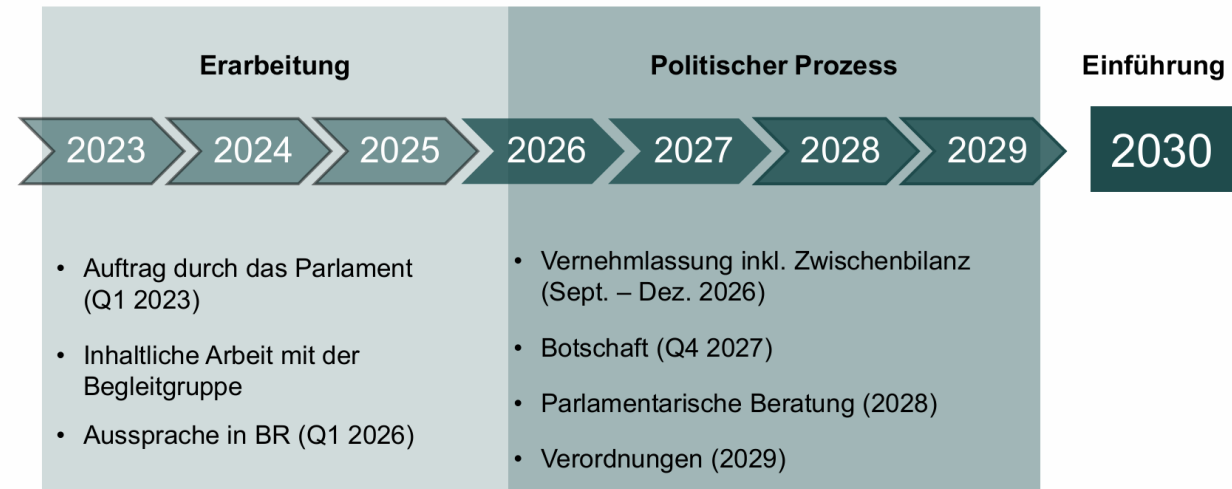 Erarbeitung
Politischer Prozess
Einführung
2023
2024
2025
2026
2027
2028
2029
2030
• Auftrag durch das Parlament
(Q1 2023)
• Inhaltliche Arbeit mit der
Begleitgruppe
• Aussprache in BR (Q1 2026)
• Vernehmlassung inkl. Zwischenbilanz
(Sept. – Dez. 2026)
• Botschaft (Q4 2027)
• Parlamentarische Beratung (2028)
• Verordnungen (2029)